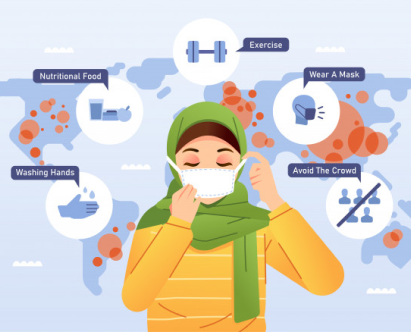 Exercise
Nutritional Food
Wear A Mask
Washing Hands
Avoid The Crowd